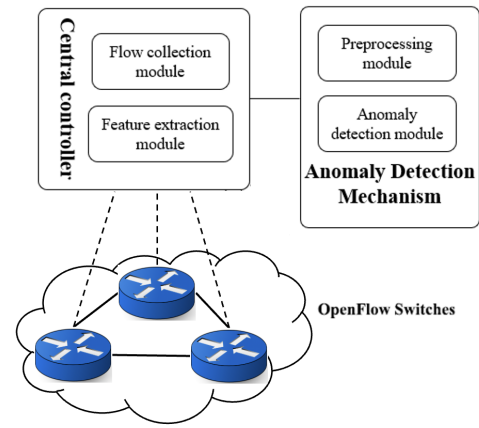 Central controller
Flow collection
module
Feature extraction
module
Preprocessing
module
Anomaly
detection module
Anomaly Detection
Mechanism
OpenFlow Switches